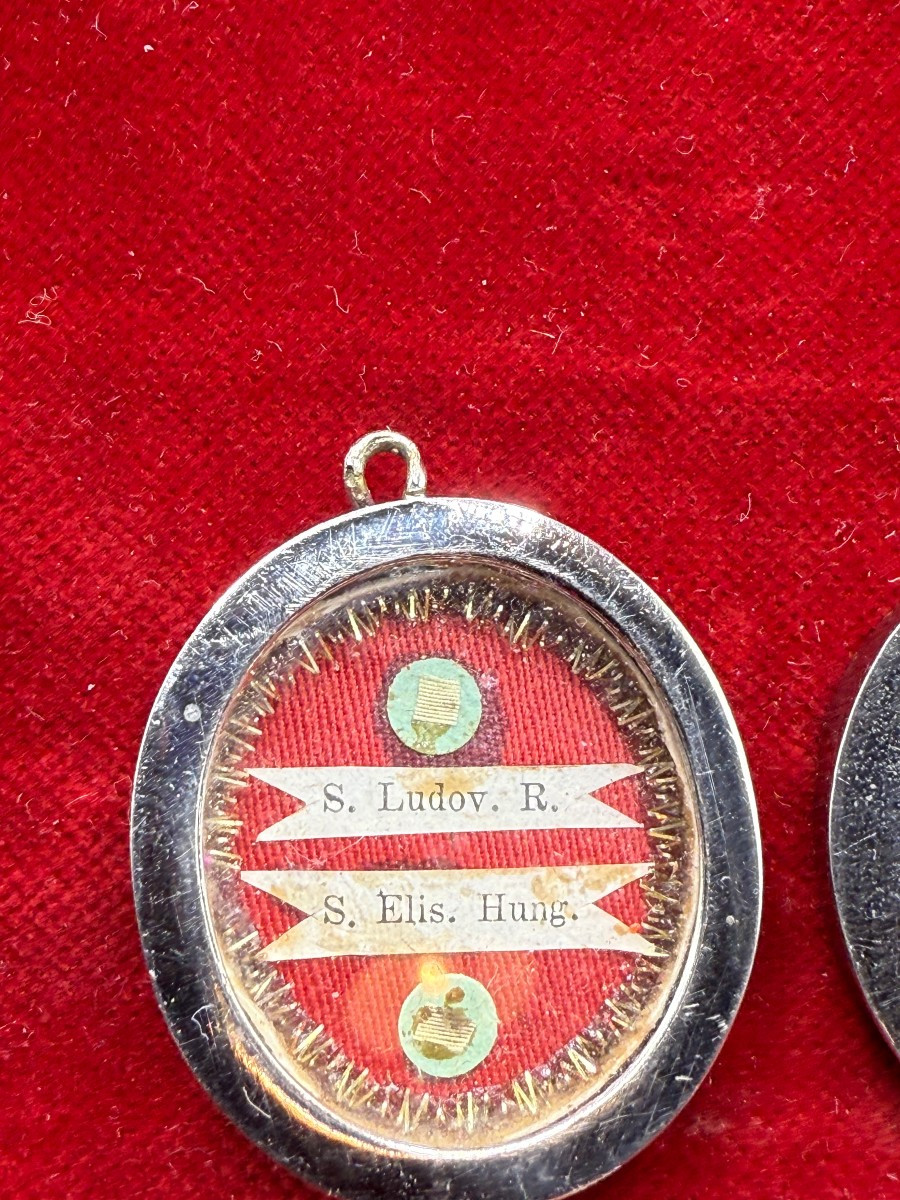 S. Ludov. R.
S. Elis. Hung.